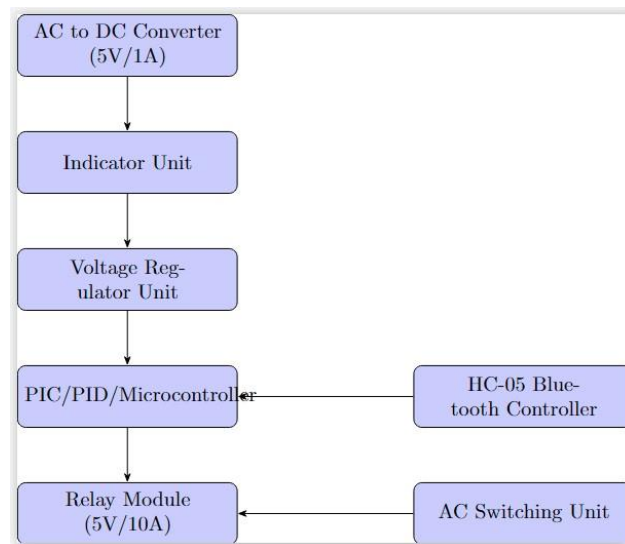 AC to DC Converter
(5V/1A)
Indicator Unit
Voltage Reg-
ulator Unit
PIC/PID/Microcontroller
HC-05 Blue-
tooth Controller
Relay Module
(5V/10A)
AC Switching Unit